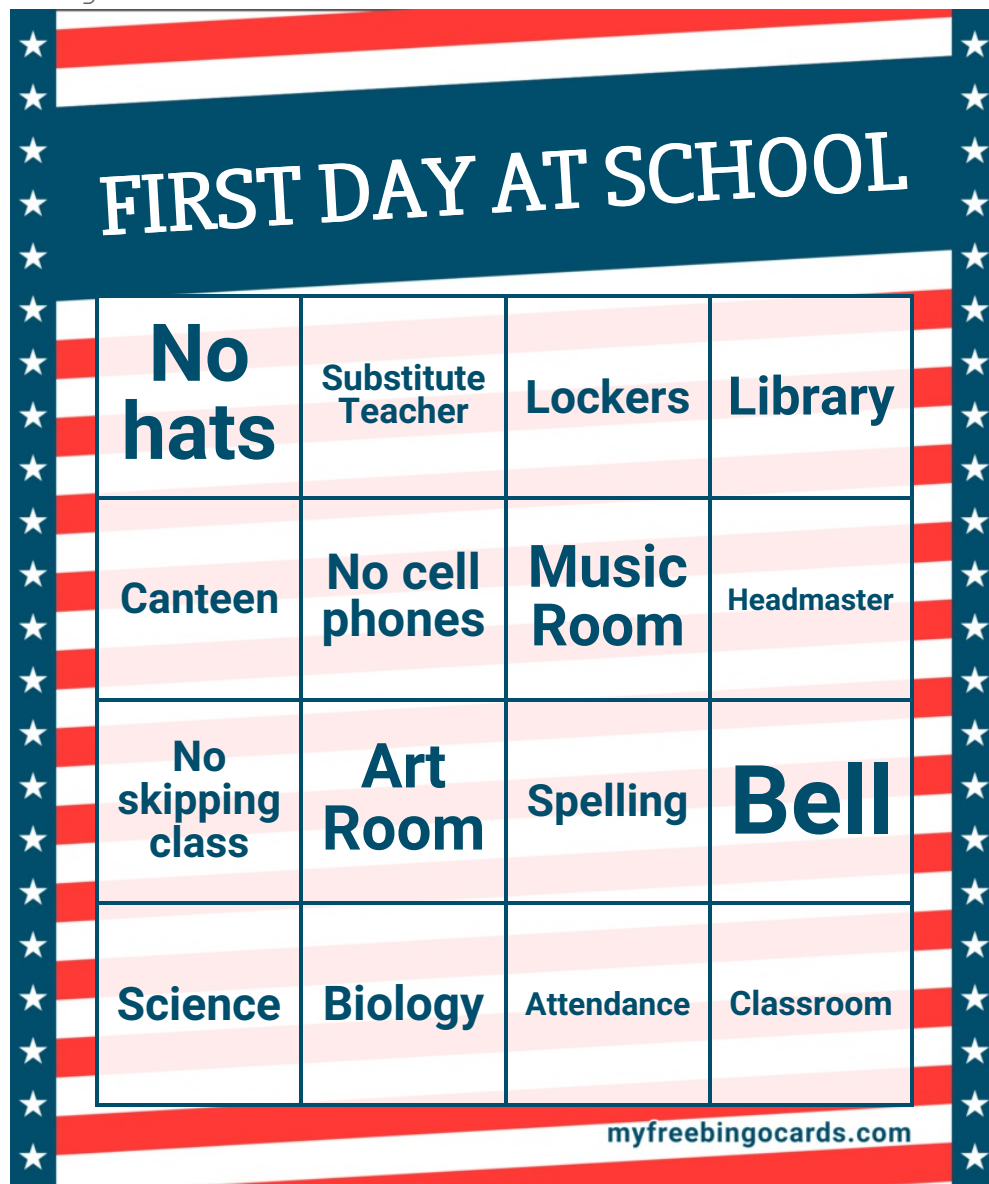 FIRST DAY AT SCHOOL
No
hats
Substitute
Teacher
Lockers
Library
Canteen
No cell
phones
Music
Room
Headmaster
No
skipping
class
Art
Room
Spelling
Bell
Science
Biology
Attendance
Classroom
myfreebingocards.com